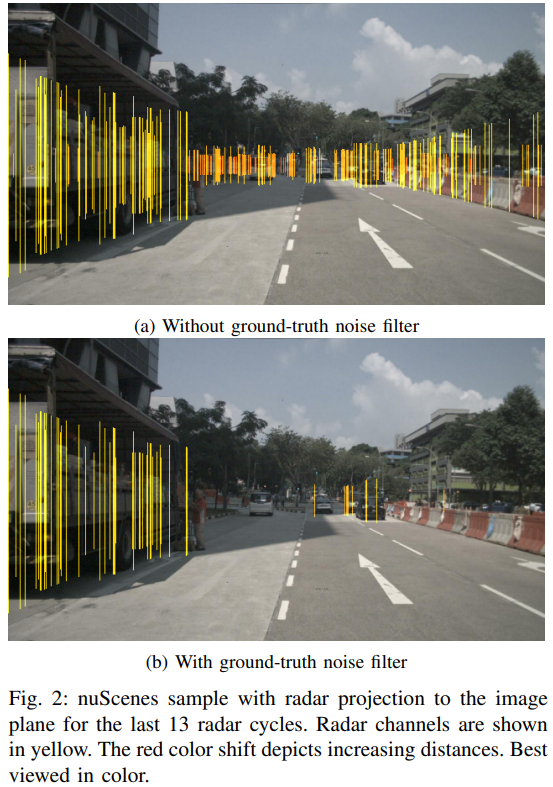 (a) Without ground-truth noise filter
(b) With ground-truth noise filter
Fig. 2: nuScenes sample with radar projection to the image
plane for the last 13 radar cycles. Radar channels are shown
in yellow. The red color shift depicts increasing distances. Best
viewed in color.